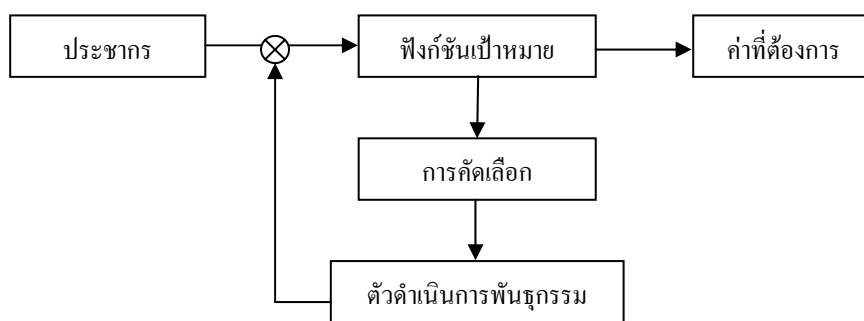 ประชากร
ฟังก์ชันเป้าหมาย
ค่าที่ต้องการ
การคัดเลือก
ตัวดำเนินการพันธุกรรม